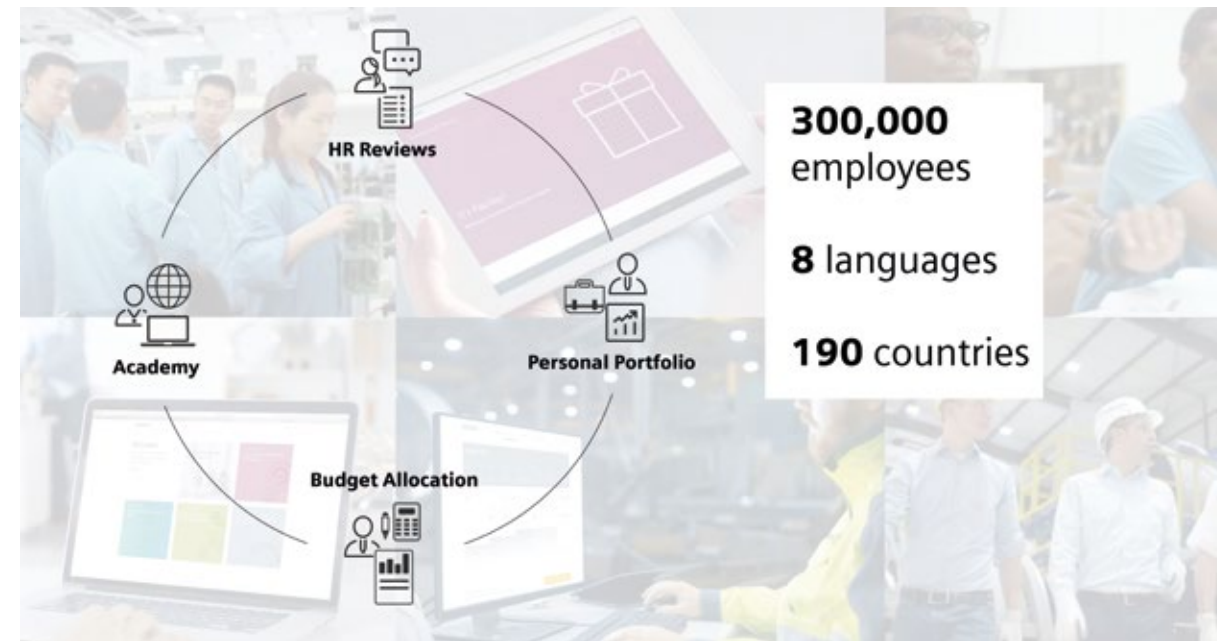 HR Reviews
Academy
Personal Portfolio
Budget Allocation
300,000
employees
8 languages
190 countries